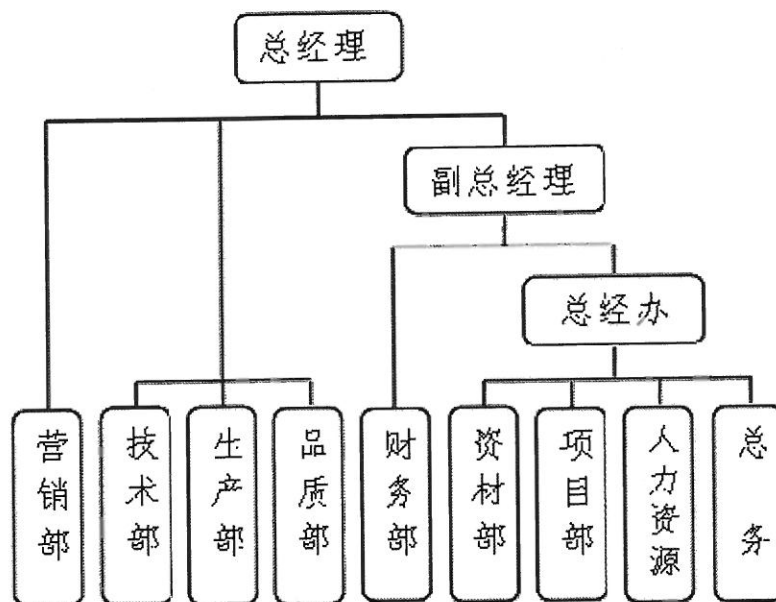 总经理
副总经理
总经办
营销部
技术部
生产部
品质部
财务部
资材部
项目部
人力资源
总务